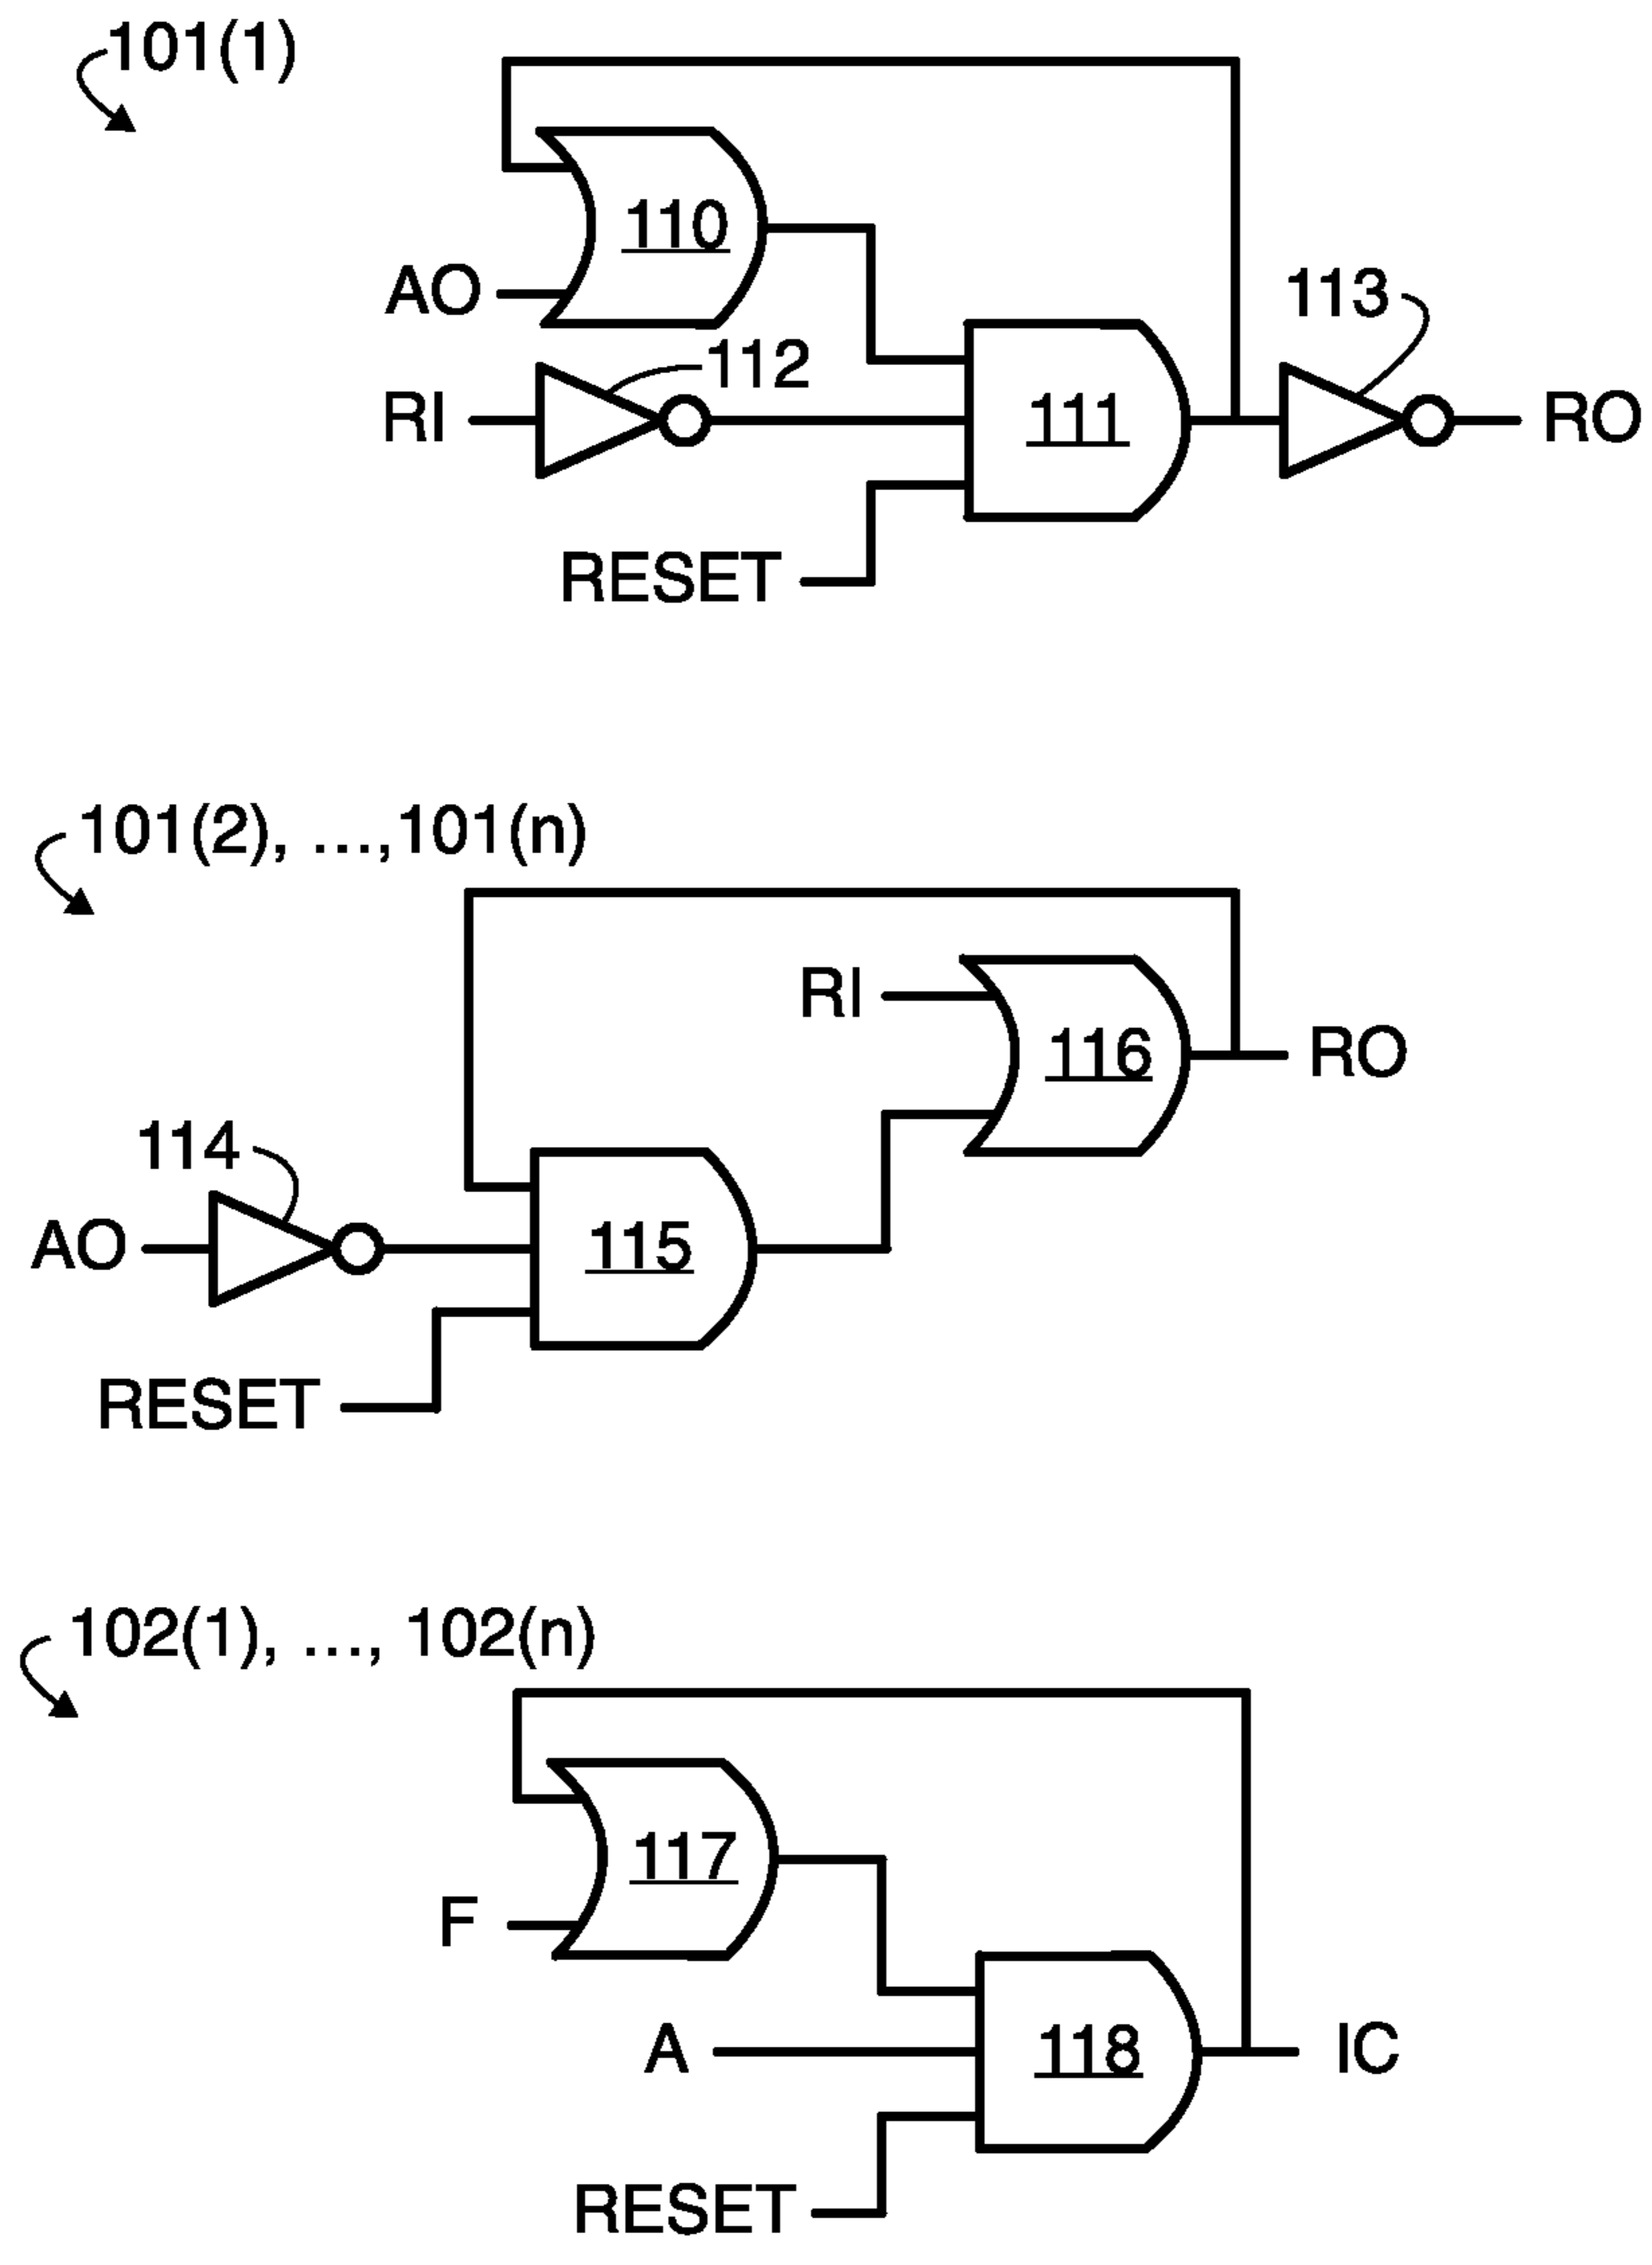 101(1)
110
AO
113
112
RI
111
RO
RESET
101(2), ...,101(n)
RI
116
RO
114
AO
115
RESET
102(1), ..., 102(n)
117
F
A
118
IC
RESET